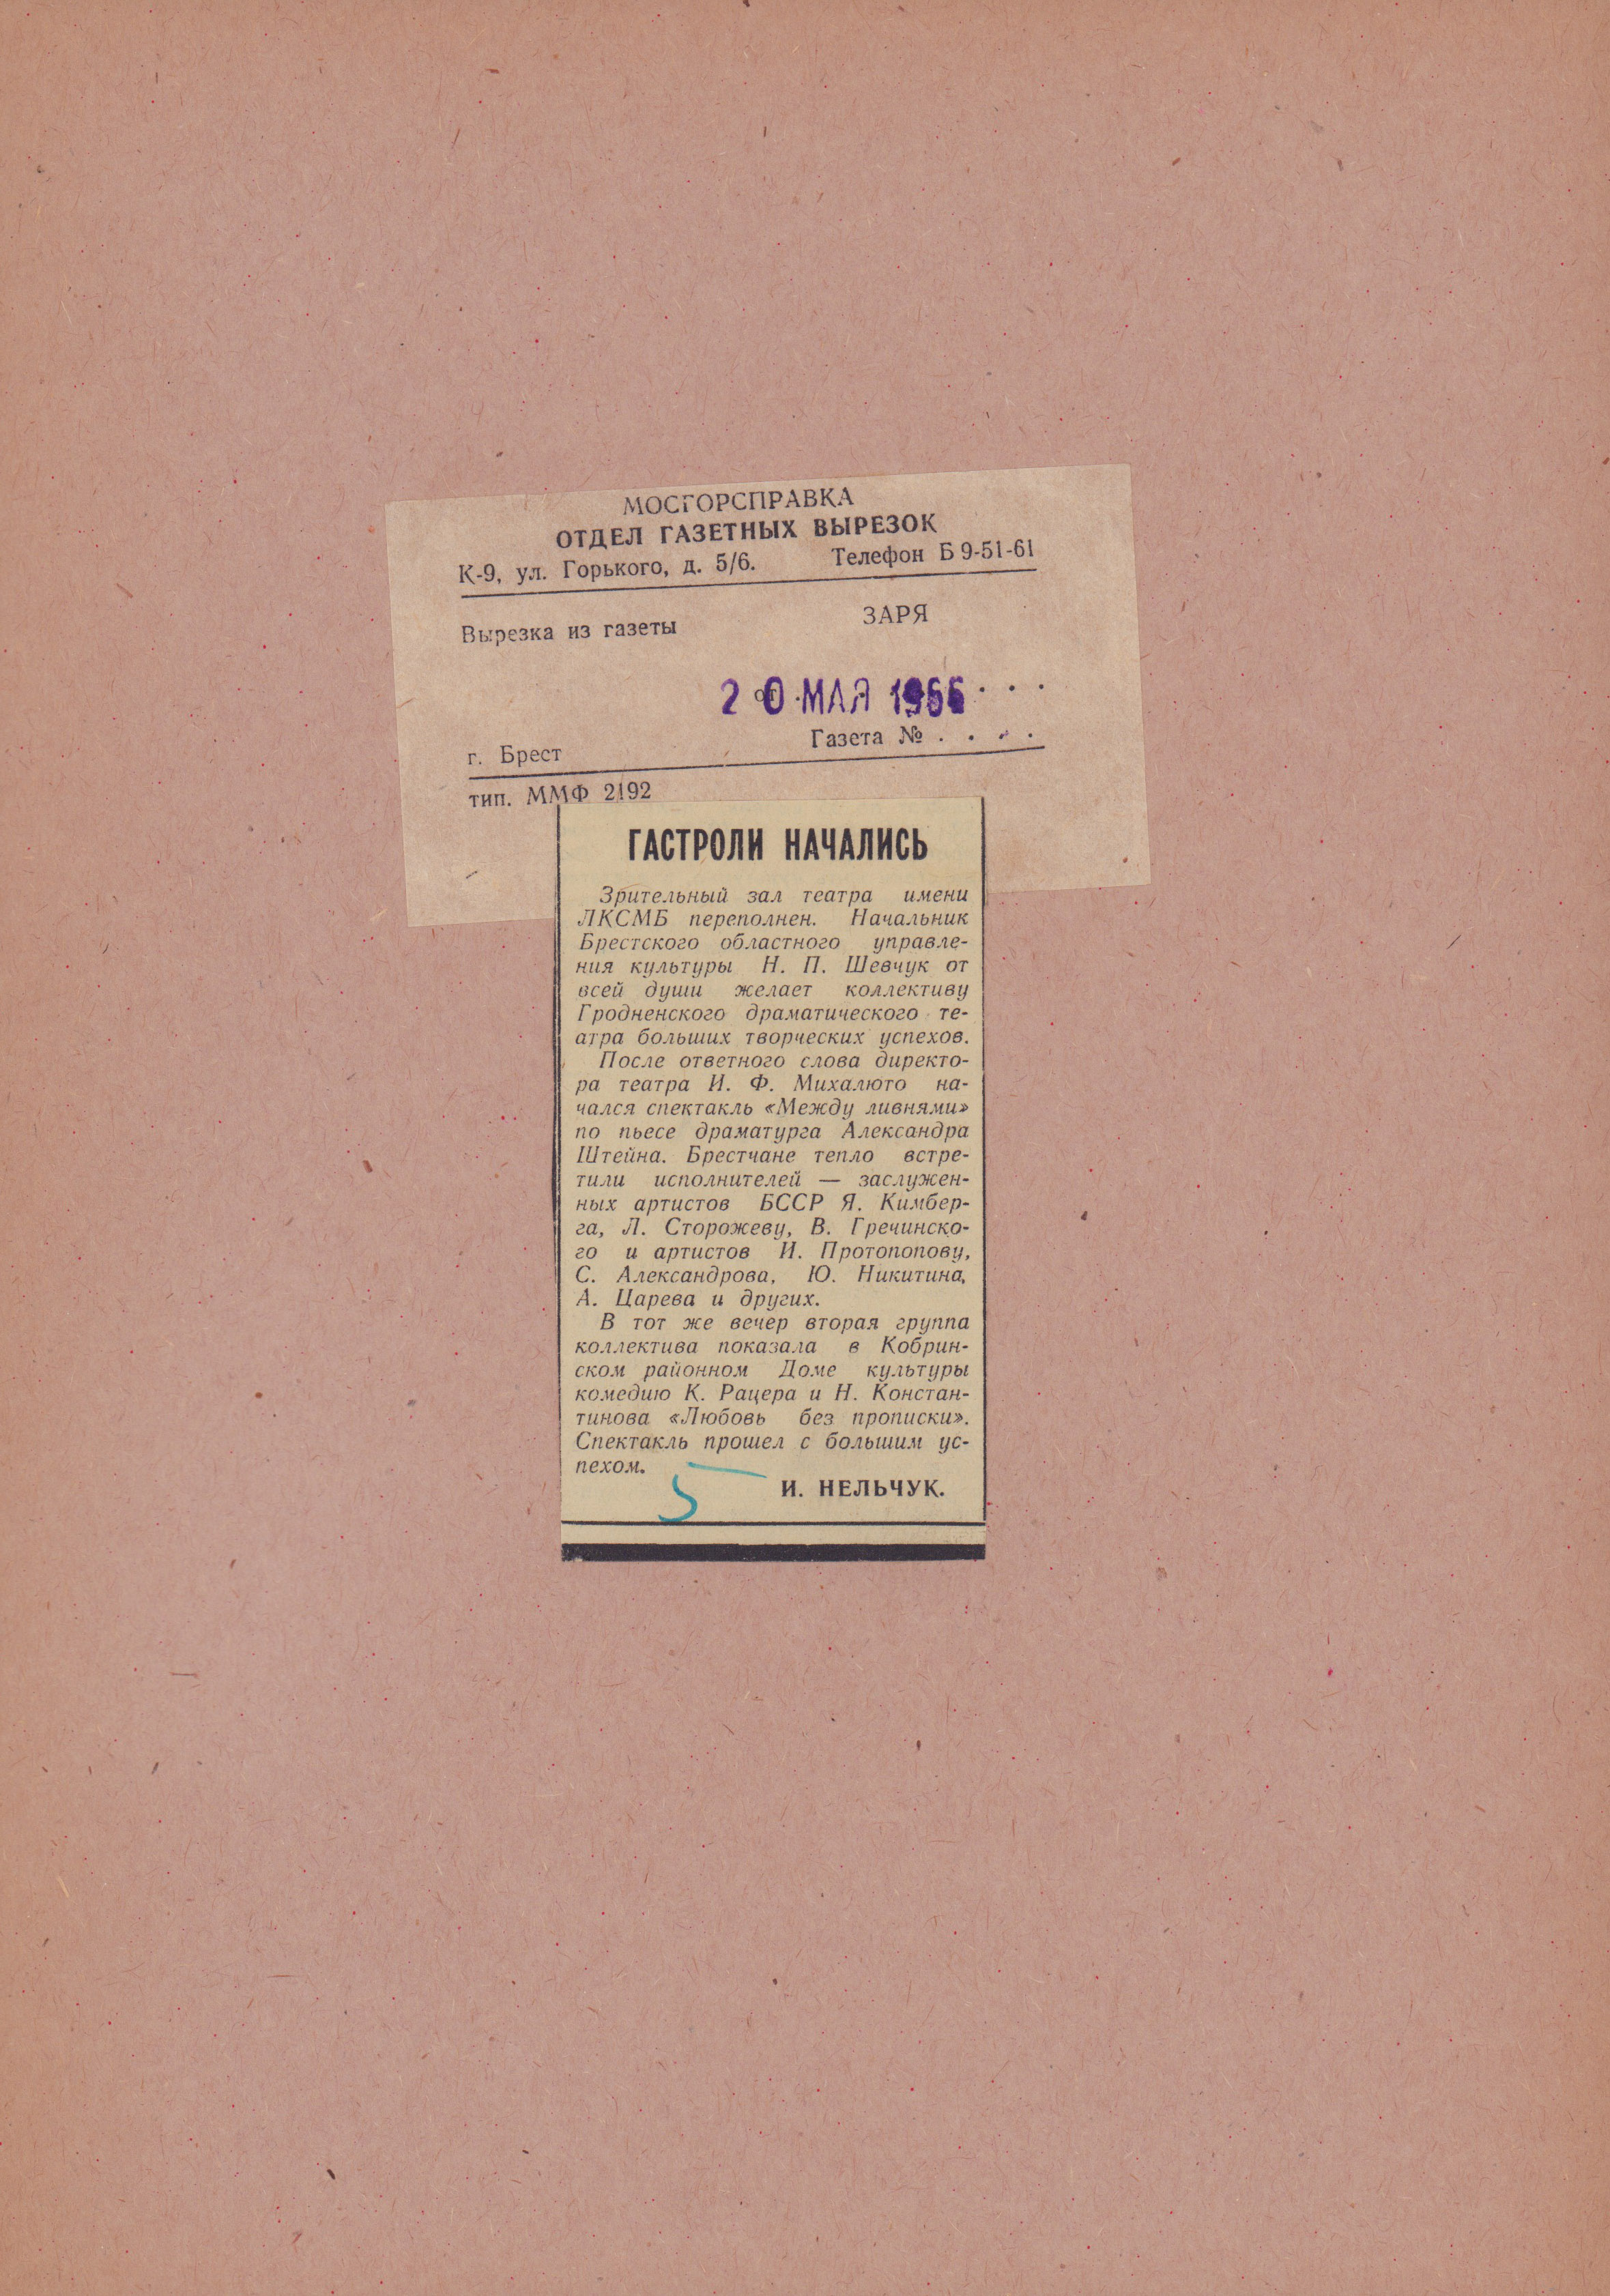 МОСГОРСПРАВКА
ОТДЕЛ ГАЗЕТНЫХ ВЫРЕЗОК
К-9, ул. Горького, д. 5/6. Телефон Б 9-51-61
Вырезка из газеты ЗАРЯ
от 20 МАЯ 1966 . . .
г. Брест Газета № . . . .
тип. ММФ 2192
ГАСТРОЛИ НАЧАЛИСЬ
Зрительный зал театра имени
ЛКСМБ переполнен. Начальник
Брестского областного управле-
ния культуры Н. П. Шевчук от
всей души желает коллективу
Гродненского драматического те-
атра больших творческих успехов.
После ответного слова директо-
ра театра И. Ф. Михалюто на-
чался спектакль «Между ливнями»
по пьесе драматурга Александра
Штейна. Брестчане тепло встре-
тили исполнителей — заслужен-
ных артистов БССР Я. Кимбер-
га, Л. Сторожеву, В. Гречинско-
го и артистов И. Протопопову,
С. Александрова, Ю. Никитина,
А. Царева и других.
В тот же вечер вторая группа
коллектива показала в Кобрин-
ском районном Доме культуры
комедию К. Рацера и Н. Констан-
тинова «Любовь без прописки».
Спектакль прошел с большим ус-
пехом.
И. НЕЛЬЧУК.
5